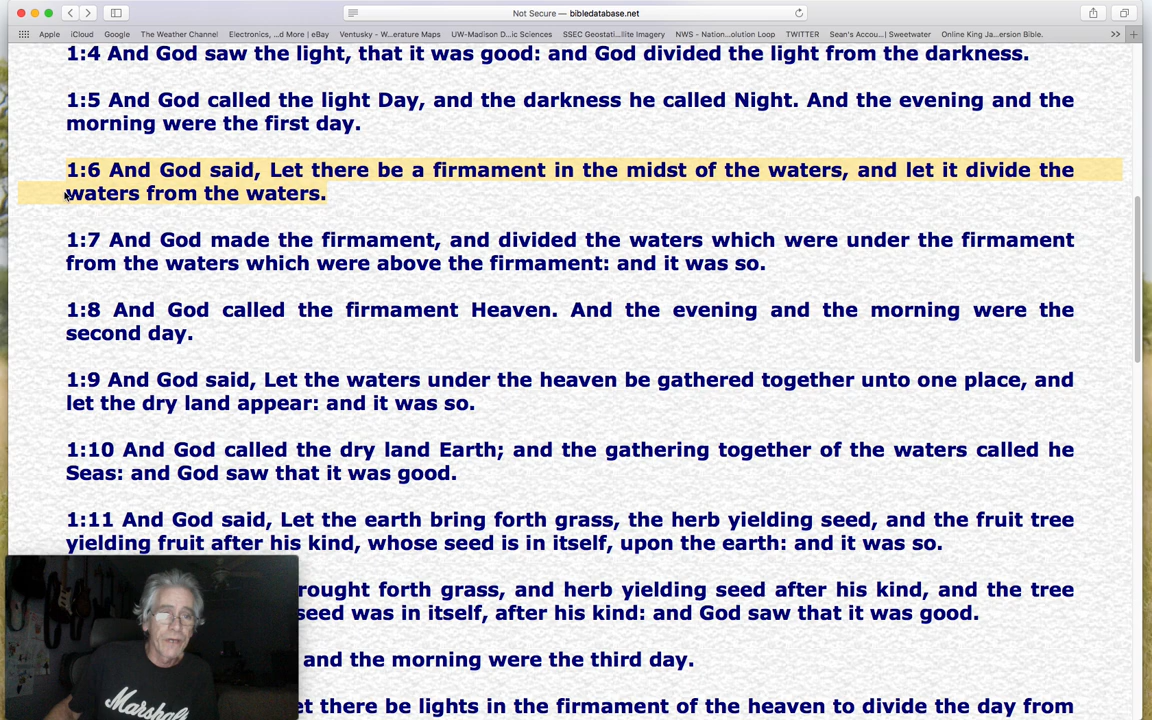 Not Secure — bibledatabase.net
Apple iCloud Google The Weather Channel Electronics, ...d More | eBay Ventusky - W...erature Maps UW-Madison D...ic Sciences SSEC Geostati...llite Imagery NWS - Nation...olution Loop TWITTER Sean's Accou...| Sweetwater Online King Ja...ersion Bible.
1:4 And God saw the light, that it was good: and God divided the light from the darkness.
1:5 And God called the light Day, and the darkness he called Night. And the evening and the
morning were the first day.
1:6 And God said, Let there be a firmament in the midst of the waters, and let it divide the
waters from the waters.
1:7 And God made the firmament, and divided the waters which were under the firmament
from the waters which were above the firmament: and it was so.
1:8 And God called the firmament Heaven. And the evening and the morning were the
second day.
1:9 And God said, Let the waters under the heaven be gathered together unto one place, and
let the dry land appear: and it was so.
1:10 And God called the dry land Earth; and the gathering together of the waters called he
Seas: and God saw that it was good.
1:11 And God said, Let the earth bring forth grass, the herb yielding seed, and the fruit tree
yielding fruit after his kind, whose seed is in itself, upon the earth: and it was so.
rought forth grass, and herb yielding seed after his kind, and the tree
seed was in itself, after his kind: and God saw that it was good.
and the morning were the third day.
et there be lights in the firmament of the heaven to divide the day from
Marshall